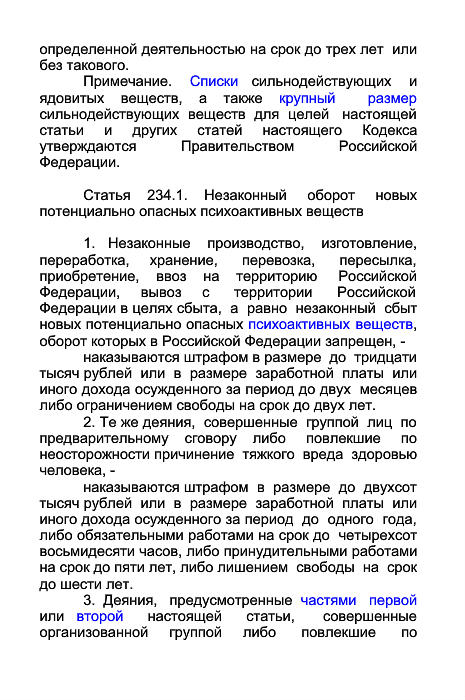 определенной деятельностью на срок до трех лет или
без такового.
Примечание. Списки сильнодействующих и
ядовитых веществ, а также крупный размер
сильнодействующих веществ для целей настоящей
статьи и других статей настоящего Кодекса
утверждаются Правительством Российской
Федерации.
Статья 234.1. Незаконный оборот новых
потенциально опасных психоактивных веществ
1. Незаконные производство, изготовление,
переработка, хранение, перевозка, пересылка,
приобретение, ввоз на территорию Российской
Федерации, вывоз с территории Российской
Федерации в целях сбыта, а равно незаконный сбыт
новых потенциально опасных психоактивных веществ,
оборот которых в Российской Федерации запрещен, -
наказываются штрафом в размере до тридцати
тысяч рублей или в размере заработной платы или
иного дохода осужденного за период до двух месяцев
либо ограничением свободы на срок до двух лет.
2. Те же деяния, совершенные группой лиц по
предварительному сговору либо повлекшие по
неосторожности причинение тяжкого вреда здоровью
человека, -
наказываются штрафом в размере до двухсот
тысяч рублей или в размере заработной платы или
иного дохода осужденного за период до одного года,
либо обязательными работами на срок до четырехсот
восьмидесяти часов, либо принудительными работами
на срок до пяти лет, либо лишением свободы на срок
до шести лет.
3. Деяния, предусмотренные частями первой
или второй настоящей статьи, совершенные
организованной группой либо повлекшие по